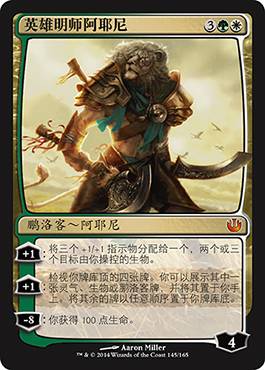 英雄明师阿耶尼 3
鹏洛客～阿耶尼
+1：将三个 +1/+1 指示物分配给一个，两个或三
个目标由你操控的生物。
+1：检视你牌库顶的四张牌。你可以展示其中一
张灵气、生物或鹏洛客牌，并将其置于你手
上。将其余的牌以任意顺序置于你牌库底。
-8：你获得 100 点生命。
4
Aaron Miller
™ & © 2014 Wizards of the Coast 145/165